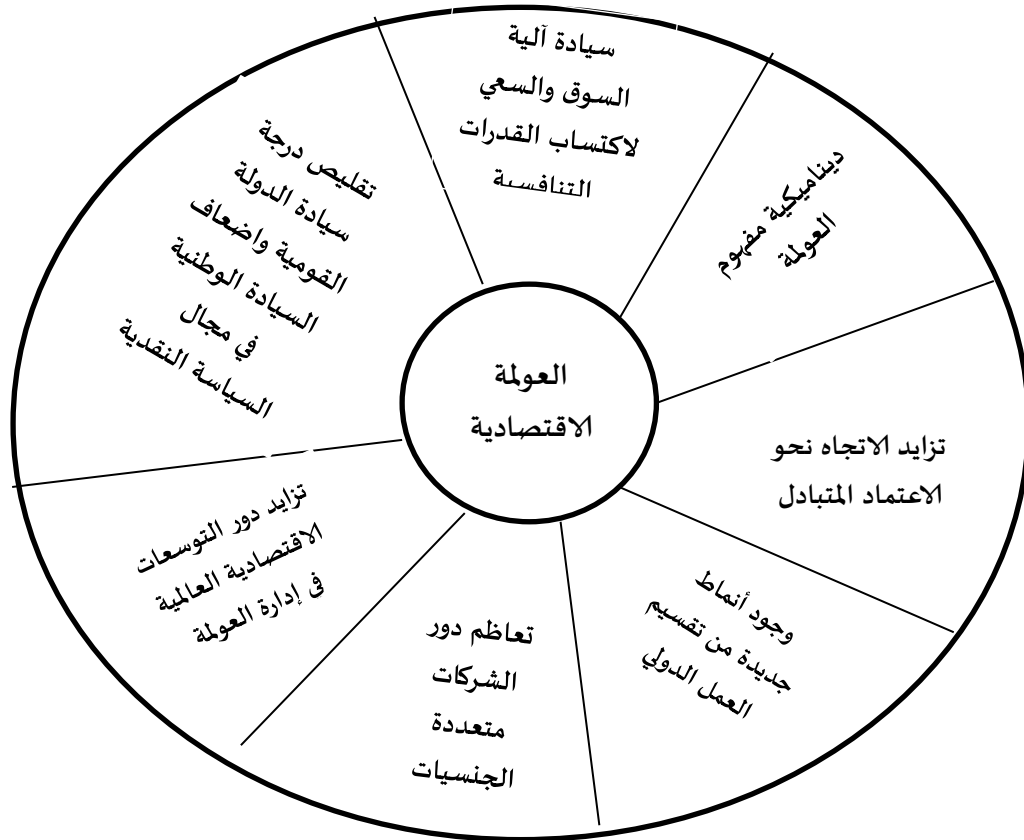 العولمة
الاقتصادية
سيادة آلية
السوق والسعي
لاكتساب القدرات
التنافسية
ديناميكية مفهوم
العولمة
تزايد الاتجاه نحو
الاعتماد المتبادل
وجود أنماط
جديدة من تقسيم
العمل الدولي
تعاظم دور
الشركات
متعددة
الجنسيات
تزايد دور التوسعات
الاقتصادية العالمية
فى إدارة العولمة
تقليص درجة
سيادة الدولة
القومية واضعاف
السيادة الوطنية
في مجال
السياسة النقدية